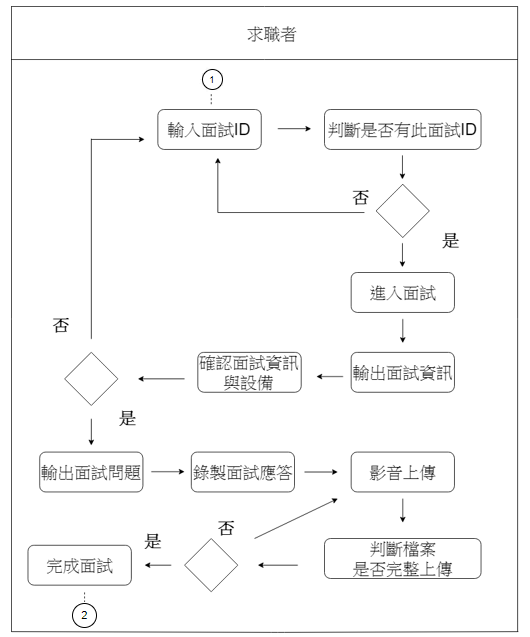 求職者
1
輸入面試ID
判斷是否有此面試ID
否
是
進入面試
輸出面試資訊
確認面試資訊
與設備
否
是
輸出面試問題
錄製面試應答
影音上傳
判斷檔案
是否完整上傳
否
是
完成面試
2